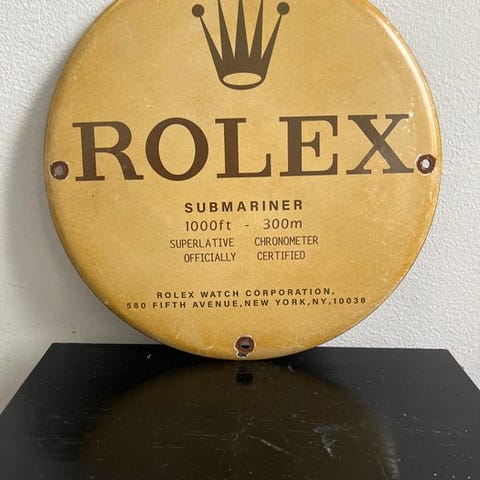 ROLEX
SUBMARINER
1000ft - 300m
SUPERLATIVE CHRONOMETER
OFFICIALLY CERTIFIED
ROLEX WATCH CORPORATION,
580 FIFTH AVENUE,NEW YORK,NY,10036